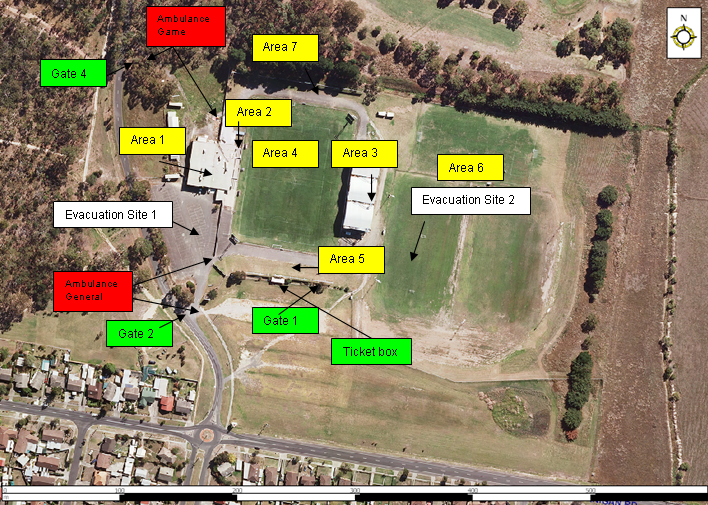 Ambulance
Game
N
Area 7
Gate 4
Area 2
Area 1
Area 4
Area 3
Area 6
Evacuation Site 1
Evacuation Site 2
Area 5
Ambulance
General
Gate 2
Gate 1
Ticket box
0
100
200
300
400
500